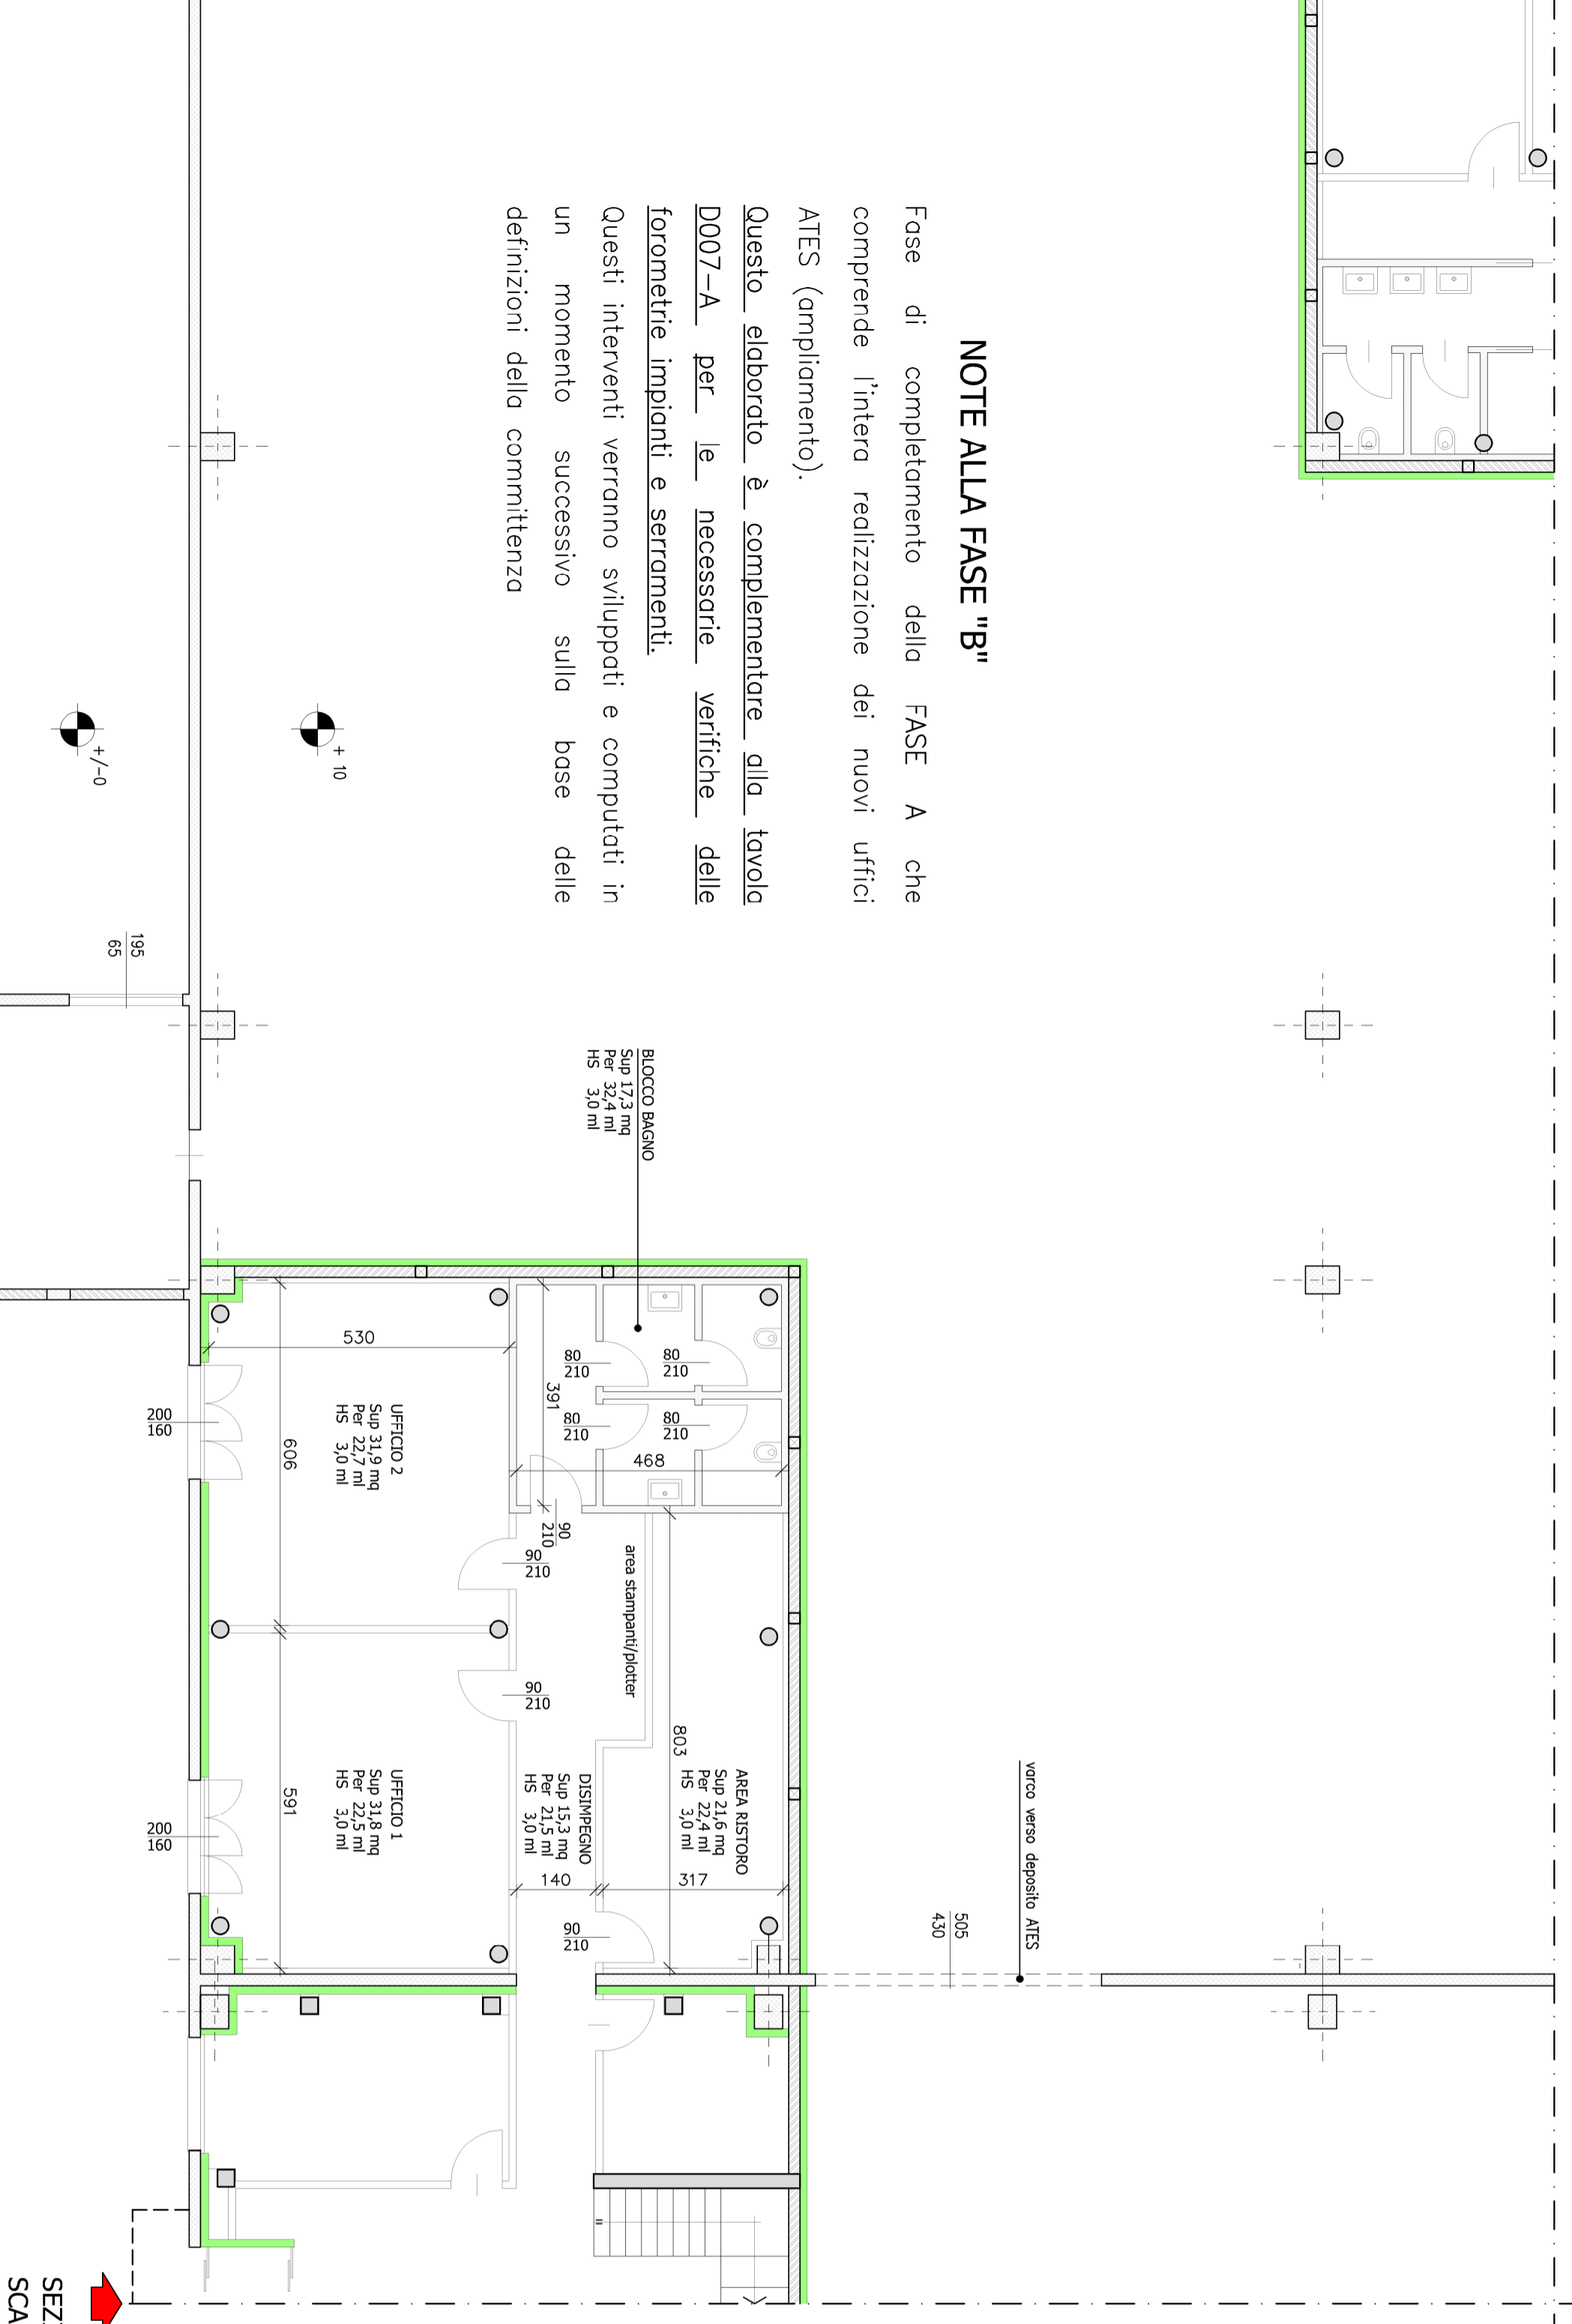 NOTE ALLA FASE "B"
Fase di completamento della FASE A che
comprende l'intera realizzazione dei nuovi uffici
ATES (ampliamento).
Questo elaborato è complementare alla tavola
D007-A per le necessarie verifiche delle
forometrie impianti e serramenti.
Questi interventi verranno sviluppati e computati in
un momento successivo sulla base delle
definizioni della committenza
+ 10
+/-0
195
65
BLOCCO BAGNO
Sup 17,3 mq
Per 32,4 ml
HS 3,0 ml
varco verso deposito ATES
505
430
80
210
80
210
80
210
80
210
391
468
90
210
530
606
UFFICIO 2
Sup 31,9 mq
Per 22,7 ml
HS 3,0 ml
200
160
90
210
90
210
area stampanti/plotter
803
AREA RISTORO
Sup 21,6 mq
Per 22,4 ml
HS 3,0 ml
317
DISIMPEGNO
Sup 15,3 mq
Per 21,5 ml
HS 3,0 ml
140
90
210
UFFICIO 1
Sup 31,8 mq
Per 22,5 ml
HS 3,0 ml
591
200
160
SEZ
SCA